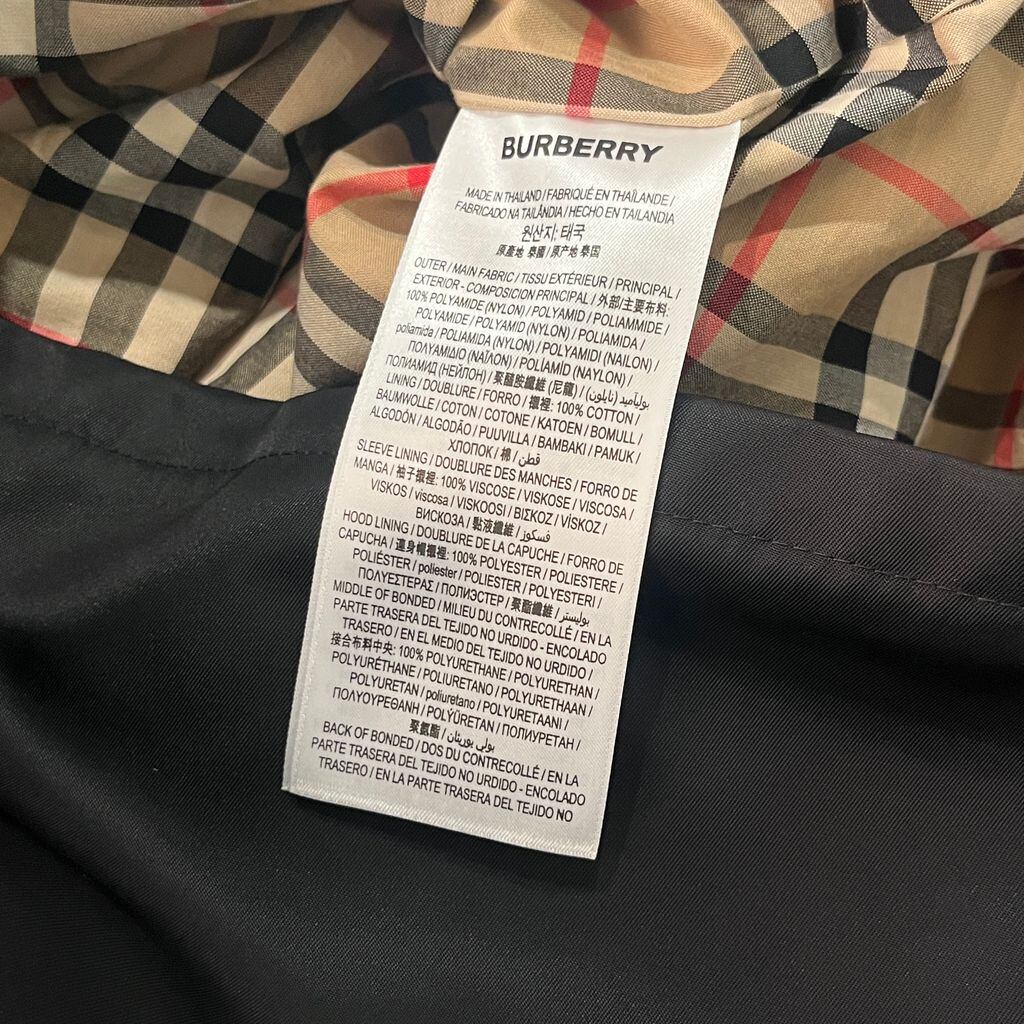 BURBERRY
MADE IN THAILAND / FABRIQUÉ EN THAÏLANDE /
FABRICADO NA TAILÂNDIA / HECHO EN TAILANDIA
원산지: 태국
原產地 泰國 / 原产地 泰国
OUTER / MAIN FABRIC / TISSU EXTÉRIEUR / PRINCIPAL /
EXTERIOR - COMPOSICION PRINCIPAL / 外部/主要布料:
100% POLYAMIDE (NYLON) / POLYAMID / POLIAMMIDE /
POLYAMIDE / POLYAMID (NYLON) / POLIAMIDA /
poliamida / POLIAMIDA (NYLON) / POLYAMIDI (NAILON) /
ΠΟΛΥΑΜΙΔΙΟ (ΝΑΪΛΟΝ) / POLİAMİD (NAYLON) /
ПОЛИАМИД (НЕЙЛОН) / 聚醯胺纖維 (尼龍) / بولياميد (نايلون)
LINING / DOUBLURE / FORRO / 襯裡: 100% COTTON /
BAUMWOLLE / COTON / COTONE / KATOEN / BOMULL /
ALGODÓN / ALGODÃO / PUUVILLA / BAMBAKI / PAMUK /
ХЛОПОК / 棉 / قطن
SLEEVE LINING / DOUBLURE DES MANCHES / FORRO DE
MANGA / 袖子襯裡: 100% VISCOSE / VISKOSE / VISCOSA /
VISKOS / viscosa / VISKOOSI / ΒΙΣΚΟΖ / VİSKOZ /
ВИСКОЗА / 黏液纖維 / فسكوز
HOOD LINING / DOUBLURE DE LA CAPUCHE / FORRO DE
CAPUCHA / 連身帽襯裡: 100% POLYESTER / POLIESTERE /
POLIÉSTER / poliester / POLIESTER / POLYESTERI /
ΠΟΛΥΕΣΤΕΡΑΣ / ПОЛИЭСТЕР / 聚酯纖維 / بوليستر
MIDDLE OF BONDED / MILIEU DU CONTRECOLLÉ / EN LA
PARTE TRASERA DEL TEJIDO NO URDIDO - ENCOLADO
TRASERO / EN EL MEDIO DEL TEJIDO NO URDIDO /
接合布料中央: 100% POLYURETHANE / POLYURETHAN /
POLYURÉTHANE / POLIURETANO / POLYURETHAAN /
POLYURETAN / poliuretano / POLYURETAANI /
ΠΟΛΥΟΥΡΕΘΑΝΗ / POLYÜRETAN / ПОЛИУРЕТАН /
聚氨酯 / بولي يوريثان
BACK OF BONDED / DOS DU CONTRECOLLÉ / EN LA
PARTE TRASERA DEL TEJIDO NO URDIDO - ENCOLADO
TRASERO / EN LA PARTE TRASERA DEL TEJIDO NO